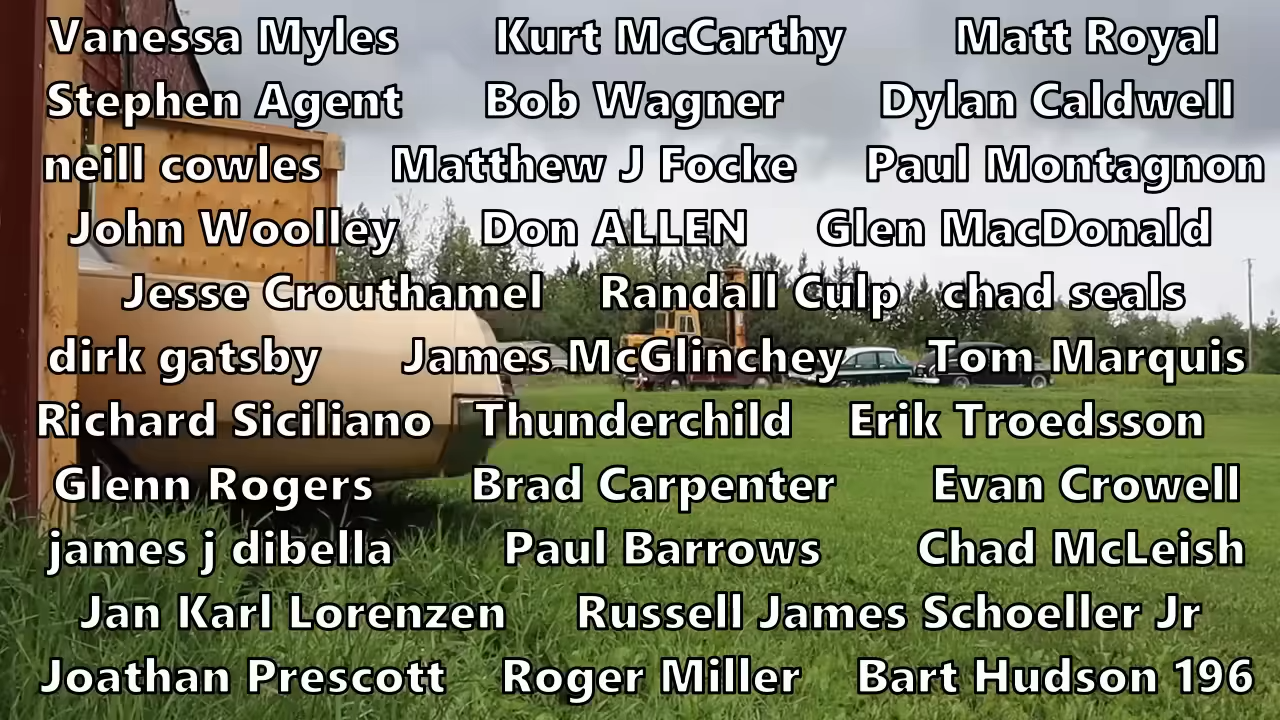 Vanessa Myles Kurt McCarthy Matt Royal
Stephen Agent Bob Wagner Dylan Caldwell
neill cowles Matthew J Focke Paul Montagnon
John Woolley Don ALLEN Glen MacDonald
Jesse Crouthamel Randall Culp chad seals
dirk gatsby James McGlinchey Tom Marquis
Richard Siciliano Thunderchild Erik Troedsson
Glenn Rogers Brad Carpenter Evan Crowell
james j dibella Paul Barrows Chad McLeish
Jan Karl Lorenzen Russell James Schoeller Jr
Joathan Prescott Roger Miller Bart Hudson 196